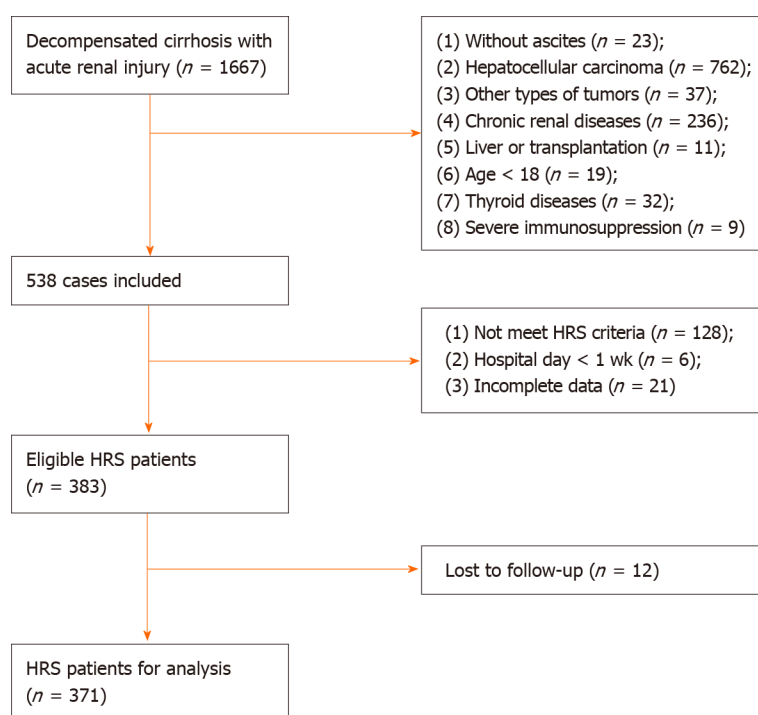 Decompensated cirrhosis with
acute renal injury (n = 1667)
(1) Without ascites (n = 23);
(2) Hepatocellular carcinoma (n = 762);
(3) Other types of tumors (n = 37);
(4) Chronic renal diseases (n = 236);
(5) Liver or transplantation (n = 11);
(6) Age < 18 (n = 19);
(7) Thyroid diseases (n = 32);
(8) Severe immunosuppression (n = 9)
538 cases included
(1) Not meet HRS criteria (n = 128);
(2) Hospital day < 1 wk (n = 6);
(3) Incomplete data (n = 21)
Eligible HRS patients
(n = 383)
Lost to follow-up (n = 12)
HRS patients for analysis
(n = 371)